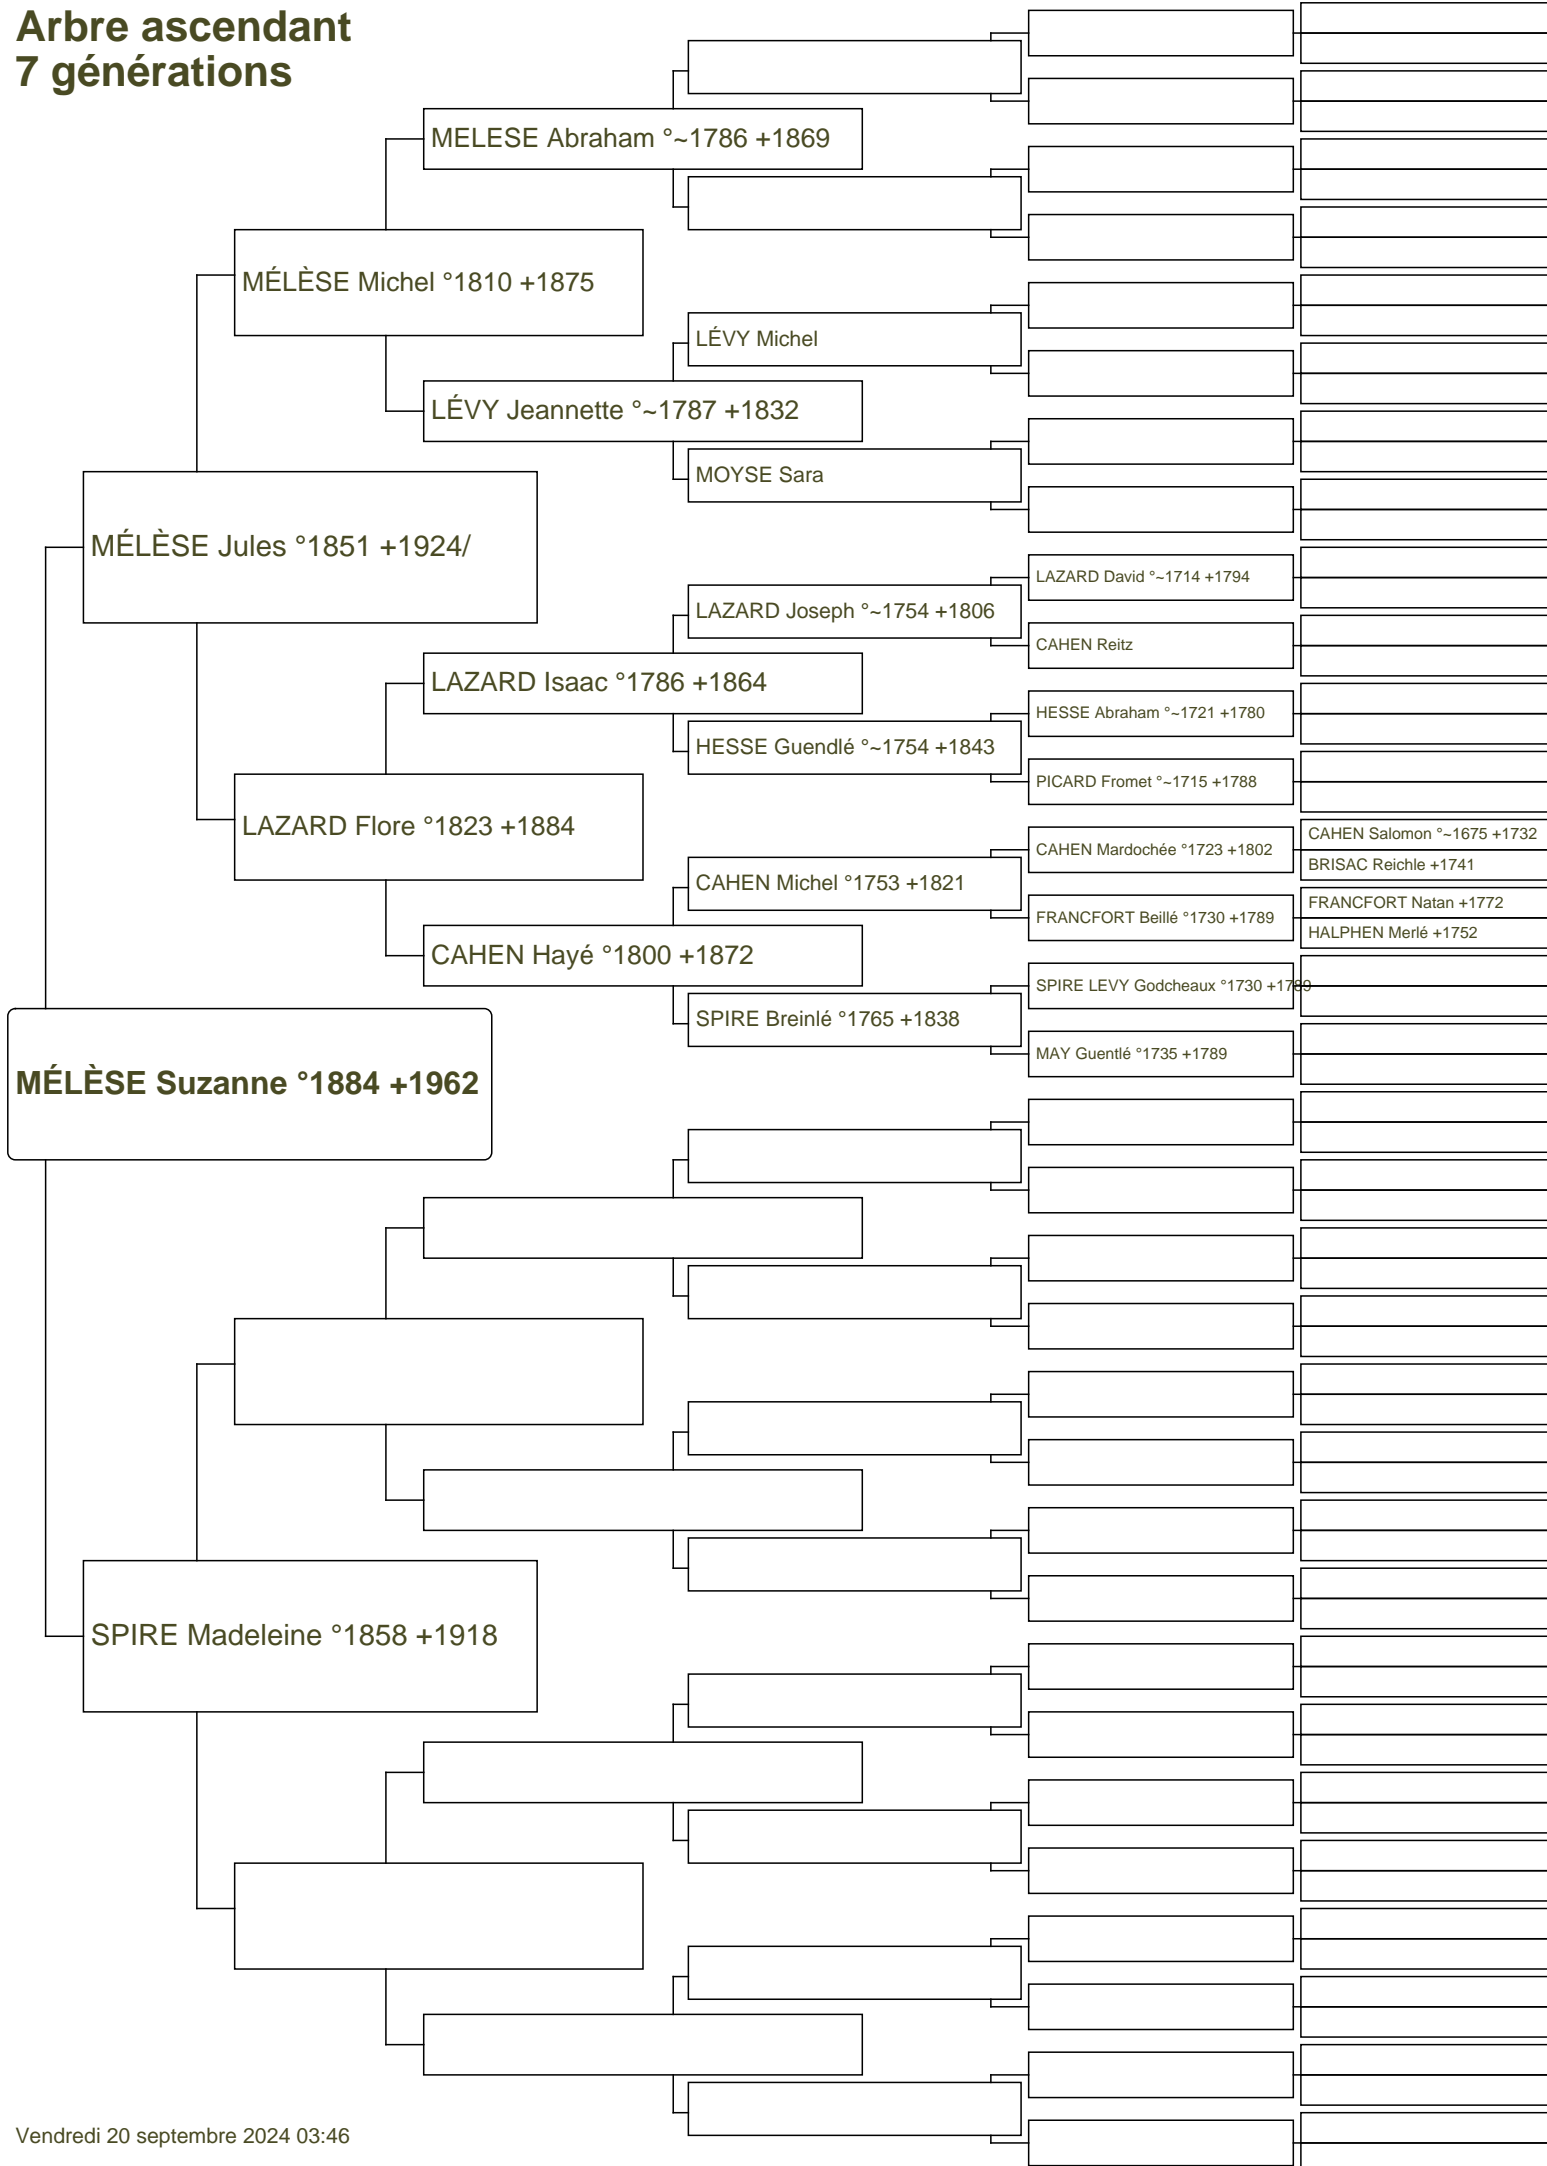 Arbre ascendant
7 générations
MELESE Abraham °~1786 +1869
MÉLÈSE Michel °1810 +1875
LÉVY Michel
LÉVY Jeannette °~1787 +1832
MOYSE Sara
MÉLÈSE Jules °1851 +1924/
LAZARD David °~1714 +1794
LAZARD Joseph °~1754 +1806
CAHEN Reitz
LAZARD Isaac °1786 +1864
HESSE Abraham °~1721 +1780
HESSE Guendlé °~1754 +1843
PICARD Fromet °~1715 +1788
LAZARD Flore °1823 +1884
CAHEN Salomon °~1675 +1732
CAHEN Mardochée °1723 +1802
BRISAC Reichle +1741
CAHEN Michel °1753 +1821
FRANCFORT Natan +1772
FRANCFORT Beillé °1730 +1789
HALPHEN Merlé +1752
CAHEN Hayé °1800 +1872
SPIRE LEVY Godcheaux °1730 +1789
SPIRE Breinlé °1765 +1838
MAY Guentlé °1735 +1789
MÉLÈSE Suzanne °1884 +1962
SPIRE Madeleine °1858 +1918
Vendredi 20 septembre 2024 03:46